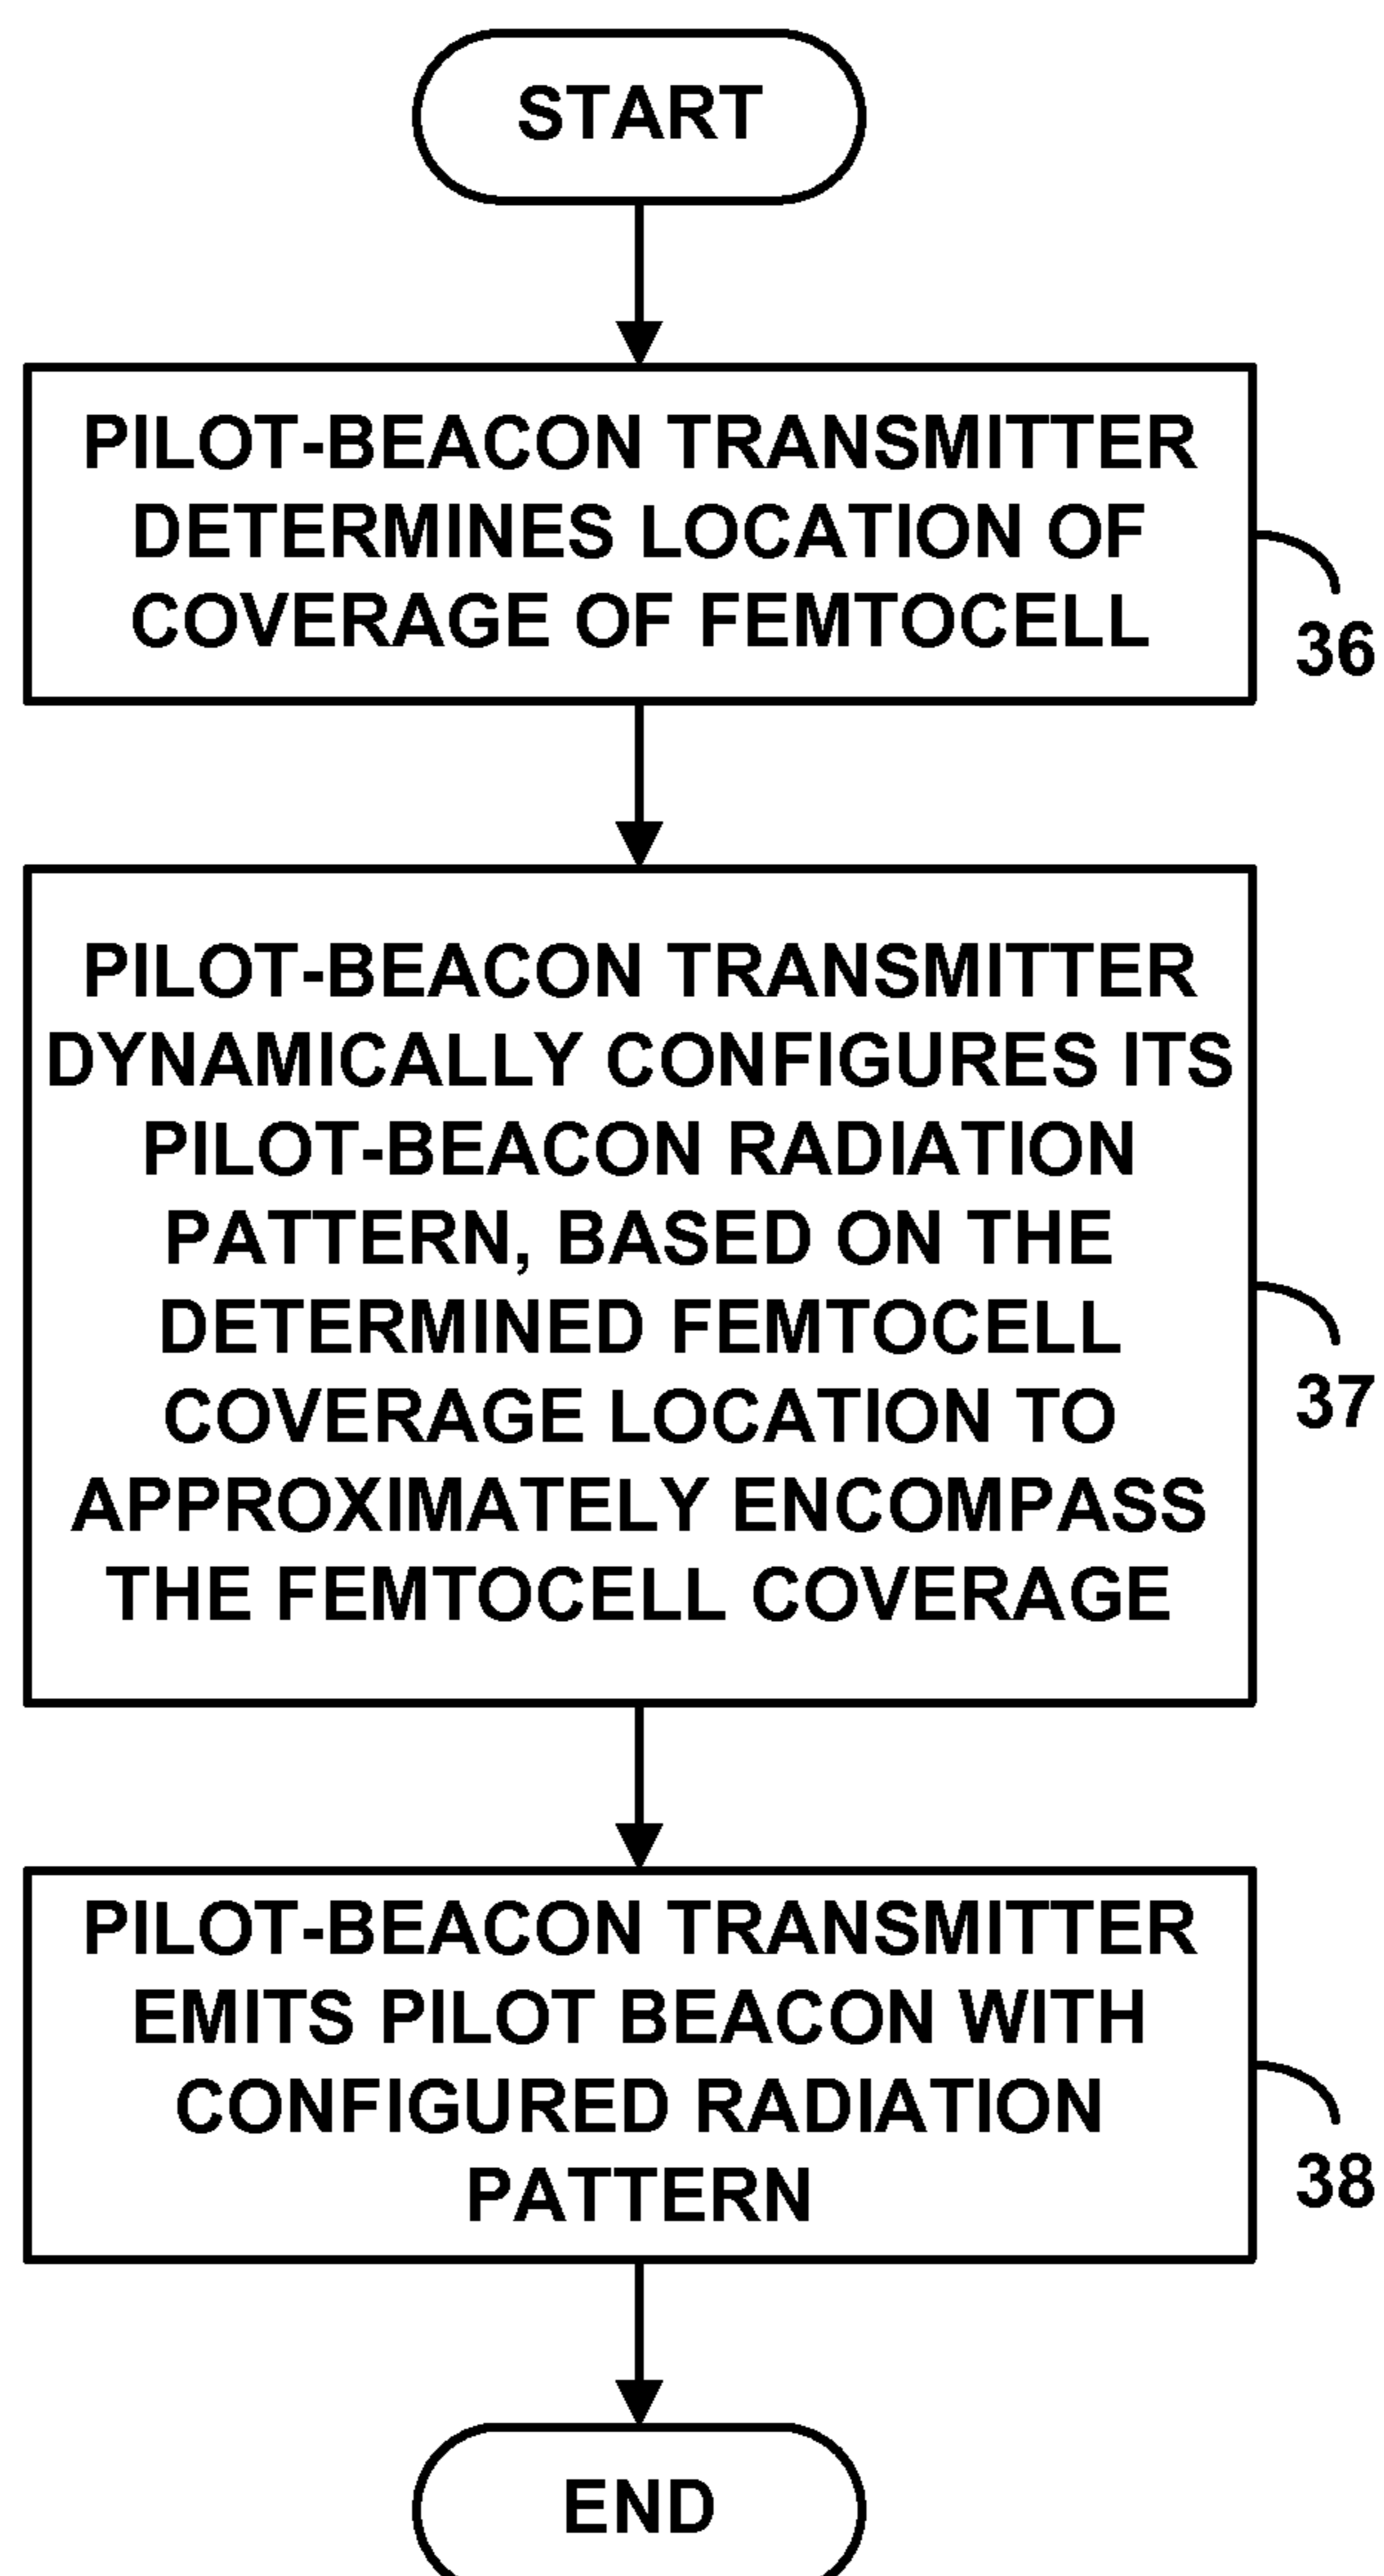 START
PILOT-BEACON TRANSMITTER
DETERMINES LOCATION OF
COVERAGE OF FEMTOCELL
36
PILOT-BEACON TRANSMITTER
DYNAMICALLY CONFIGURES ITS
PILOT-BEACON RADIATION
PATTERN, BASED ON THE
DETERMINED FEMTOCELL
COVERAGE LOCATION TO
APPROXIMATELY ENCOMPASS
THE FEMTOCELL COVERAGE
37
PILOT-BEACON TRANSMITTER
EMITS PILOT BEACON WITH
CONFIGURED RADIATION
PATTERN
38
END